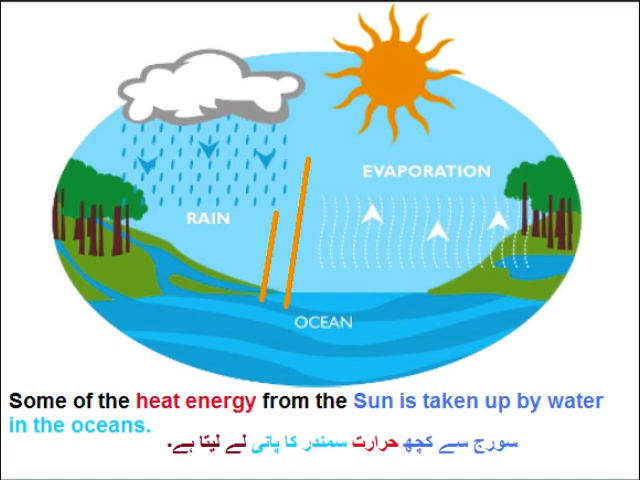 EVAPORATION
RAIN
OCEAN
Some of the heat energy from the Sun is taken up by water
in the oceans.
سورج سے کچھ حرارت سمندر کا پانی لے لیتا ہے۔